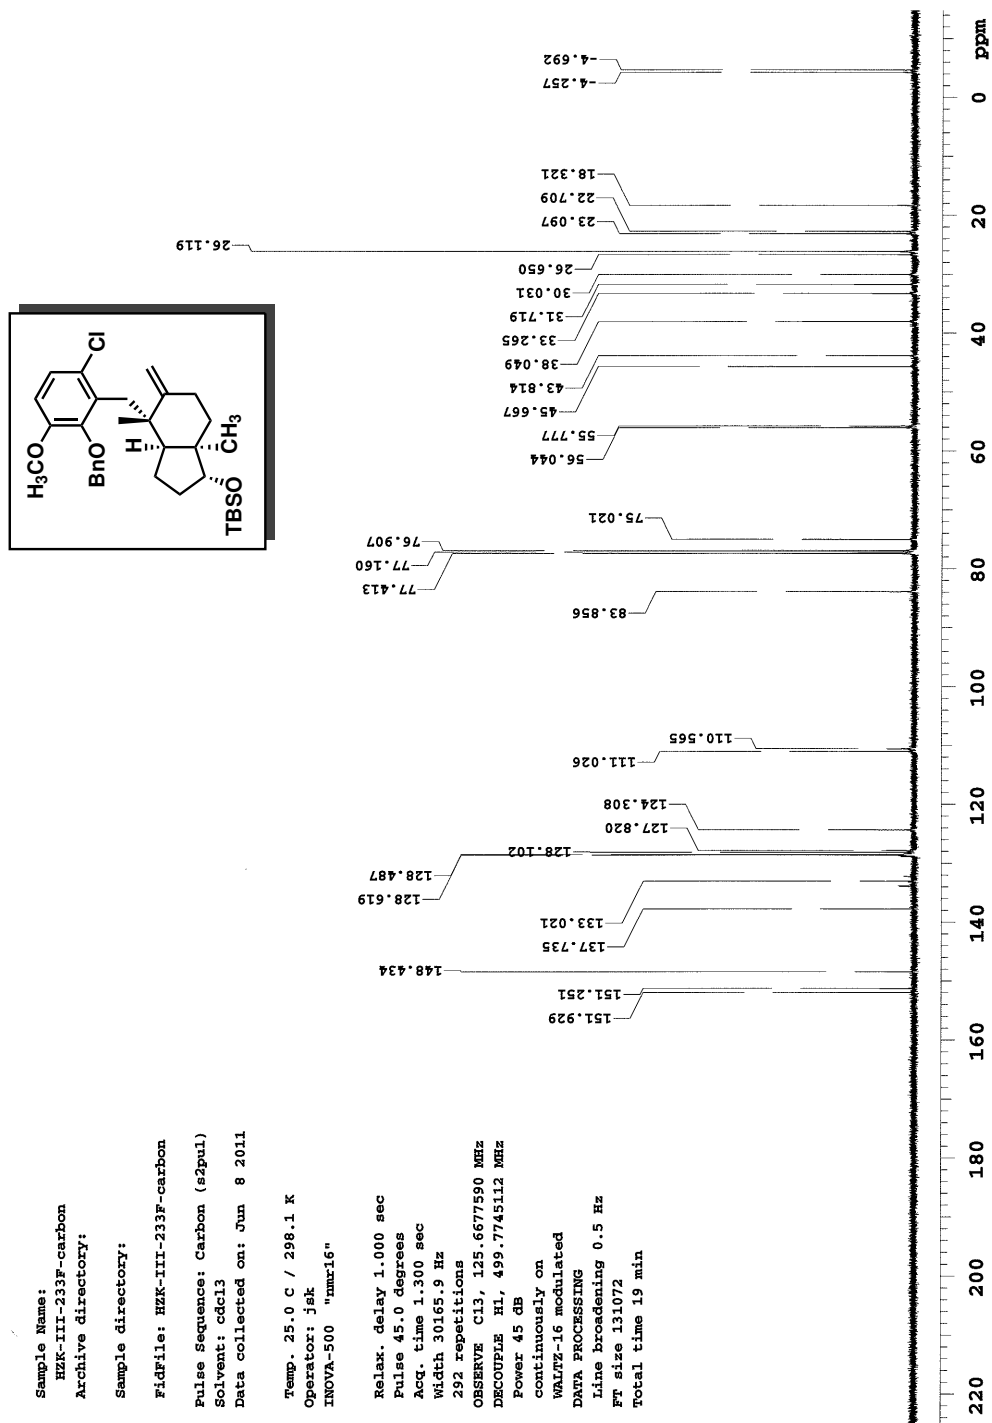 Sample Name:
HZK-III-233F-carbon
Archive directory:
Sample directory:
FidFile: HZK-III-233F-carbon
Pulse Sequence: Carbon (s2pul)
Solvent: cdcl3
Data collected on: Jun 8 2011
Temp. 25.0 C / 298.1 K
Operator: jsk
INOVA-500 "nmr16"
Relax. delay 1.000 sec
Pulse 45.0 degrees
Acq. time 1.300 sec
Width 30165.9 Hz
292 repetitions
OBSERVE C13, 125.6677590 MHz
DECOUPLE H1, 499.7745112 MHz
Power 45 dB
continuously on
WALTZ-16 modulated
DATA PROCESSING
Line broadening 0.5 Hz
FT size 131072
Total time 19 min
H3CO
Cl
BnO
H
CH3
TBSO
151.929
151.251
148.434
137.735
133.021
128.619
128.487
128.102
127.820
124.308
111.026
110.565
83.856
77.413
77.160
76.907
75.021
56.044
55.777
45.667
43.814
38.049
33.265
31.719
30.031
26.650
26.119
23.097
22.709
18.321
-4.257
-4.692
220 200 180 160 140 120 100 80 60 40 20 0 ppm